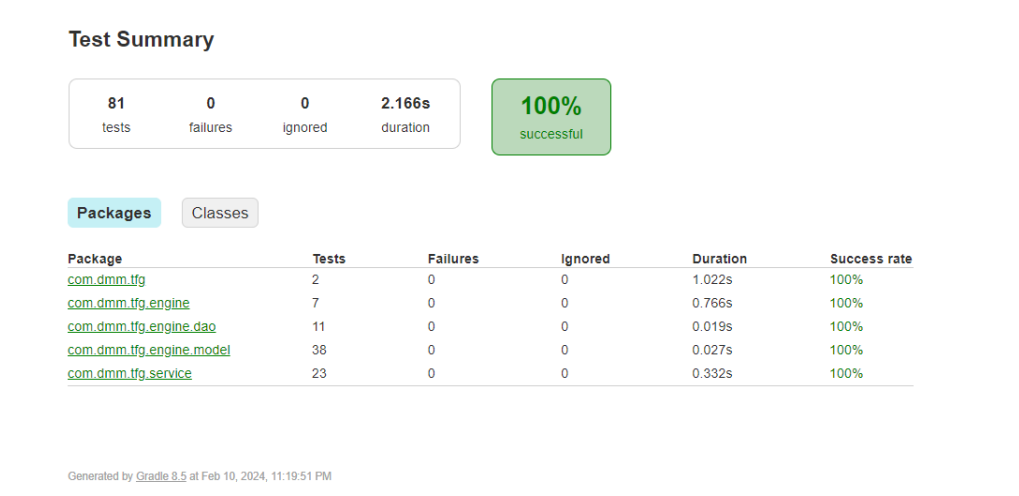 Test Summary
81 0 0 2.166s
tests failures ignored duration
100%
successful
Packages Classes
Package Tests Failures Ignored Duration Success rate
com.dmm.tfg 2 0 0 1.022s 100%
com.dmm.tfg.engine 7 0 0 0.766s 100%
com.dmm.tfg.engine.dao 11 0 0 0.019s 100%
com.dmm.tfg.engine.model 38 0 0 0.027s 100%
com.dmm.tfg.service 23 0 0 0.332s 100%
Generated by Gradle 8.5 at Feb 10, 2024, 11:19:51 PM